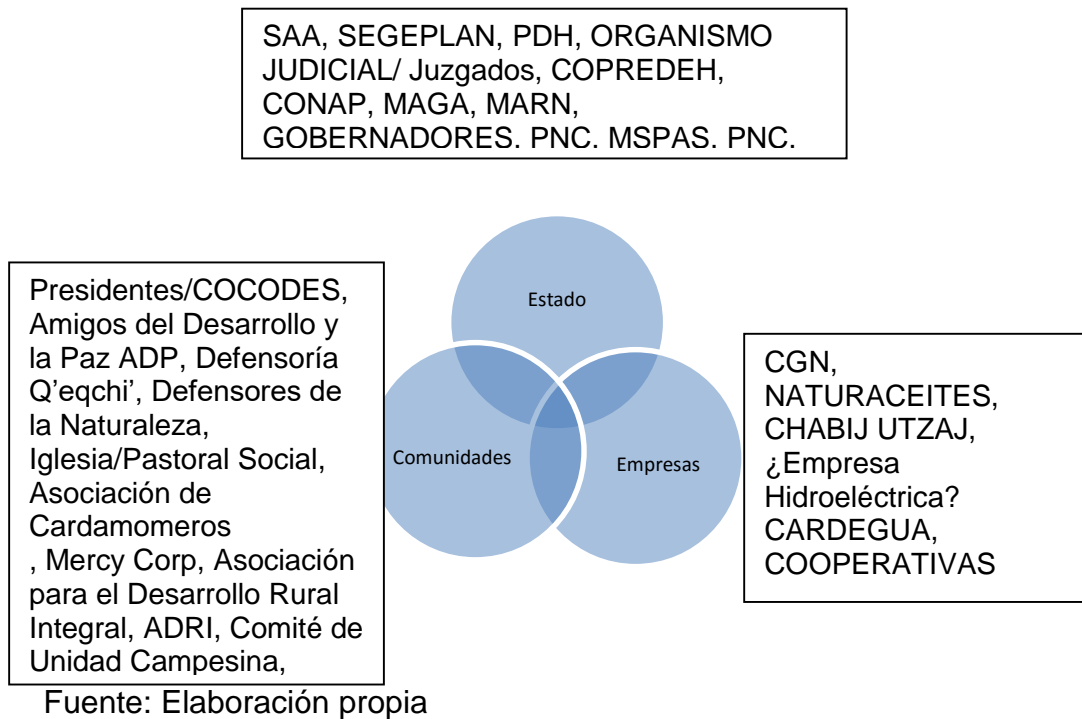 SAA, SEGEPLAN, PDH, ORGANISMO
JUDICIAL/ Juzgados, COPREDEH,
CONAP, MAGA, MARN,
GOBERNADORES. PNC. MSPAS. PNC.
Estado
Presidentes/COCODES,
Amigos del Desarrollo y
la Paz ADP, Defensoría
Q’eqchi’, Defensores de
la Naturaleza,
Iglesia/Pastoral Social,
Asociación de
Cardamomeros
, Mercy Corp, Asociación
para el Desarrollo Rural
Integral, ADRI, Comité de
Unidad Campesina,
Comunidades
Empresas
CGN,
NATURACEITES,
CHABIJ UTZAJ,
¿Empresa
Hidroeléctrica?
CARDEGUA,
COOPERATIVAS
Fuente: Elaboración propia